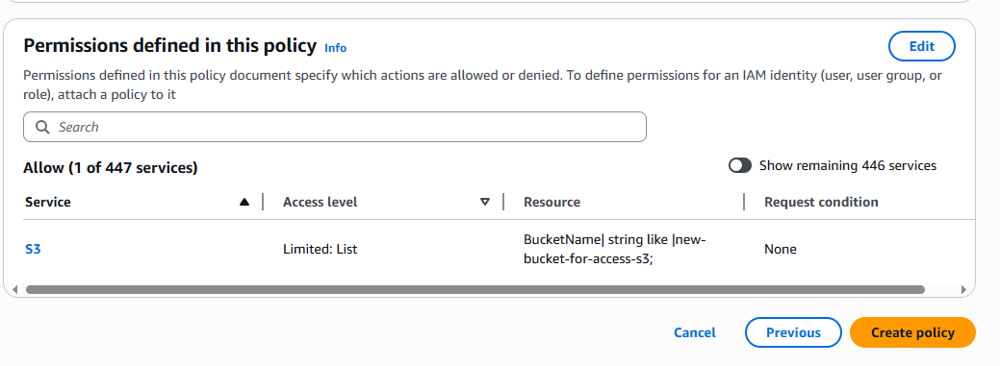 Permissions defined in this policy Info
Edit
Permissions defined in this policy document specify which actions are allowed or denied. To define permissions for an IAM identity (user, user group, or
role), attach a policy to it
Search
Allow (1 of 447 services)
Show remaining 446 services
Service
Access level
Resource
Request condition
S3
Limited: List
BucketName| string like |new-
bucket-for-access-s3;
None
Cancel
Previous
Create policy